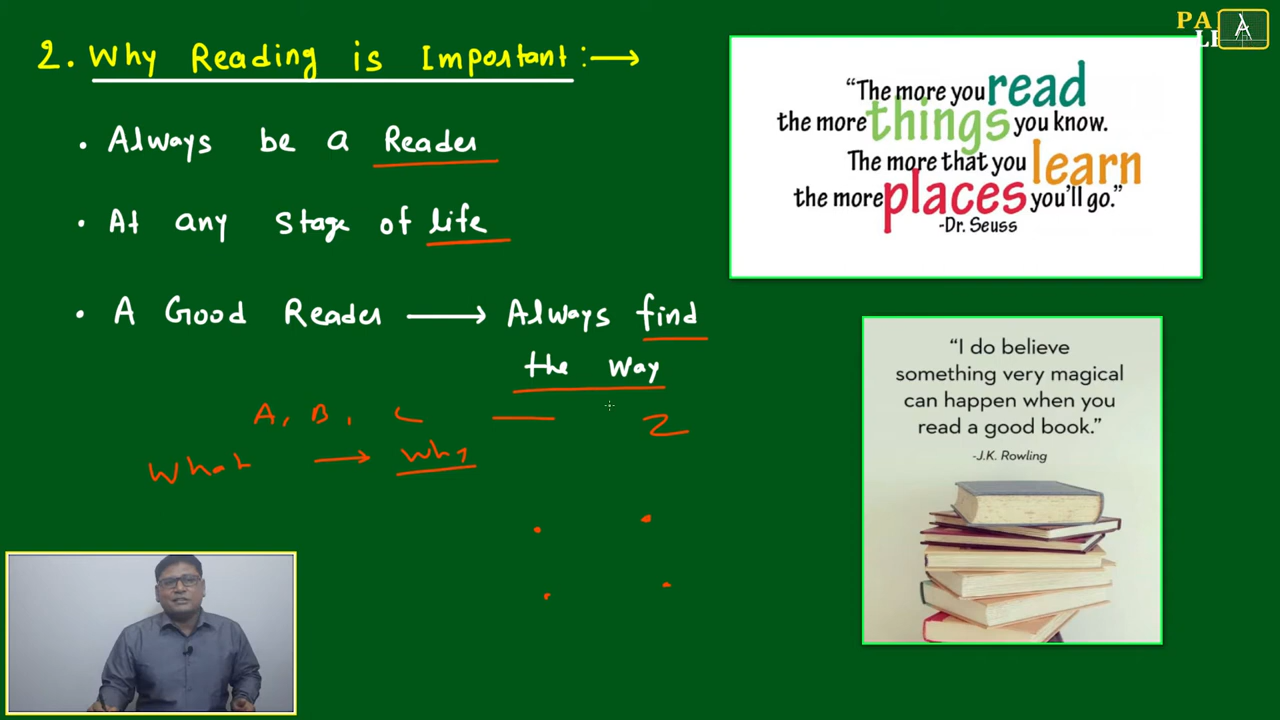 2. Why Reading is Important:→
• Always be a Reader
• At any stage of life
• A Good Reader → Always find
the way
A, B, C — Z
What → Why
PA
LE
"The more you read
the more things you know.
The more that you learn
the more places you'll go."
-Dr. Seuss
"I do believe
something very magical
can happen when you
read a good book."
-J.K. Rowling